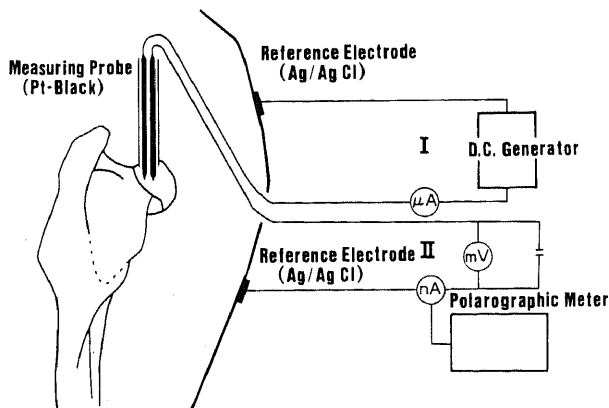 Reference Electrode
(Ag/Ag Cl)
Measuring Probe
(Pt-Black)
I
D.C. Generator
μA
Reference Electrode
(Ag/Ag Cl)
II
mV
nA
Polarographic Meter